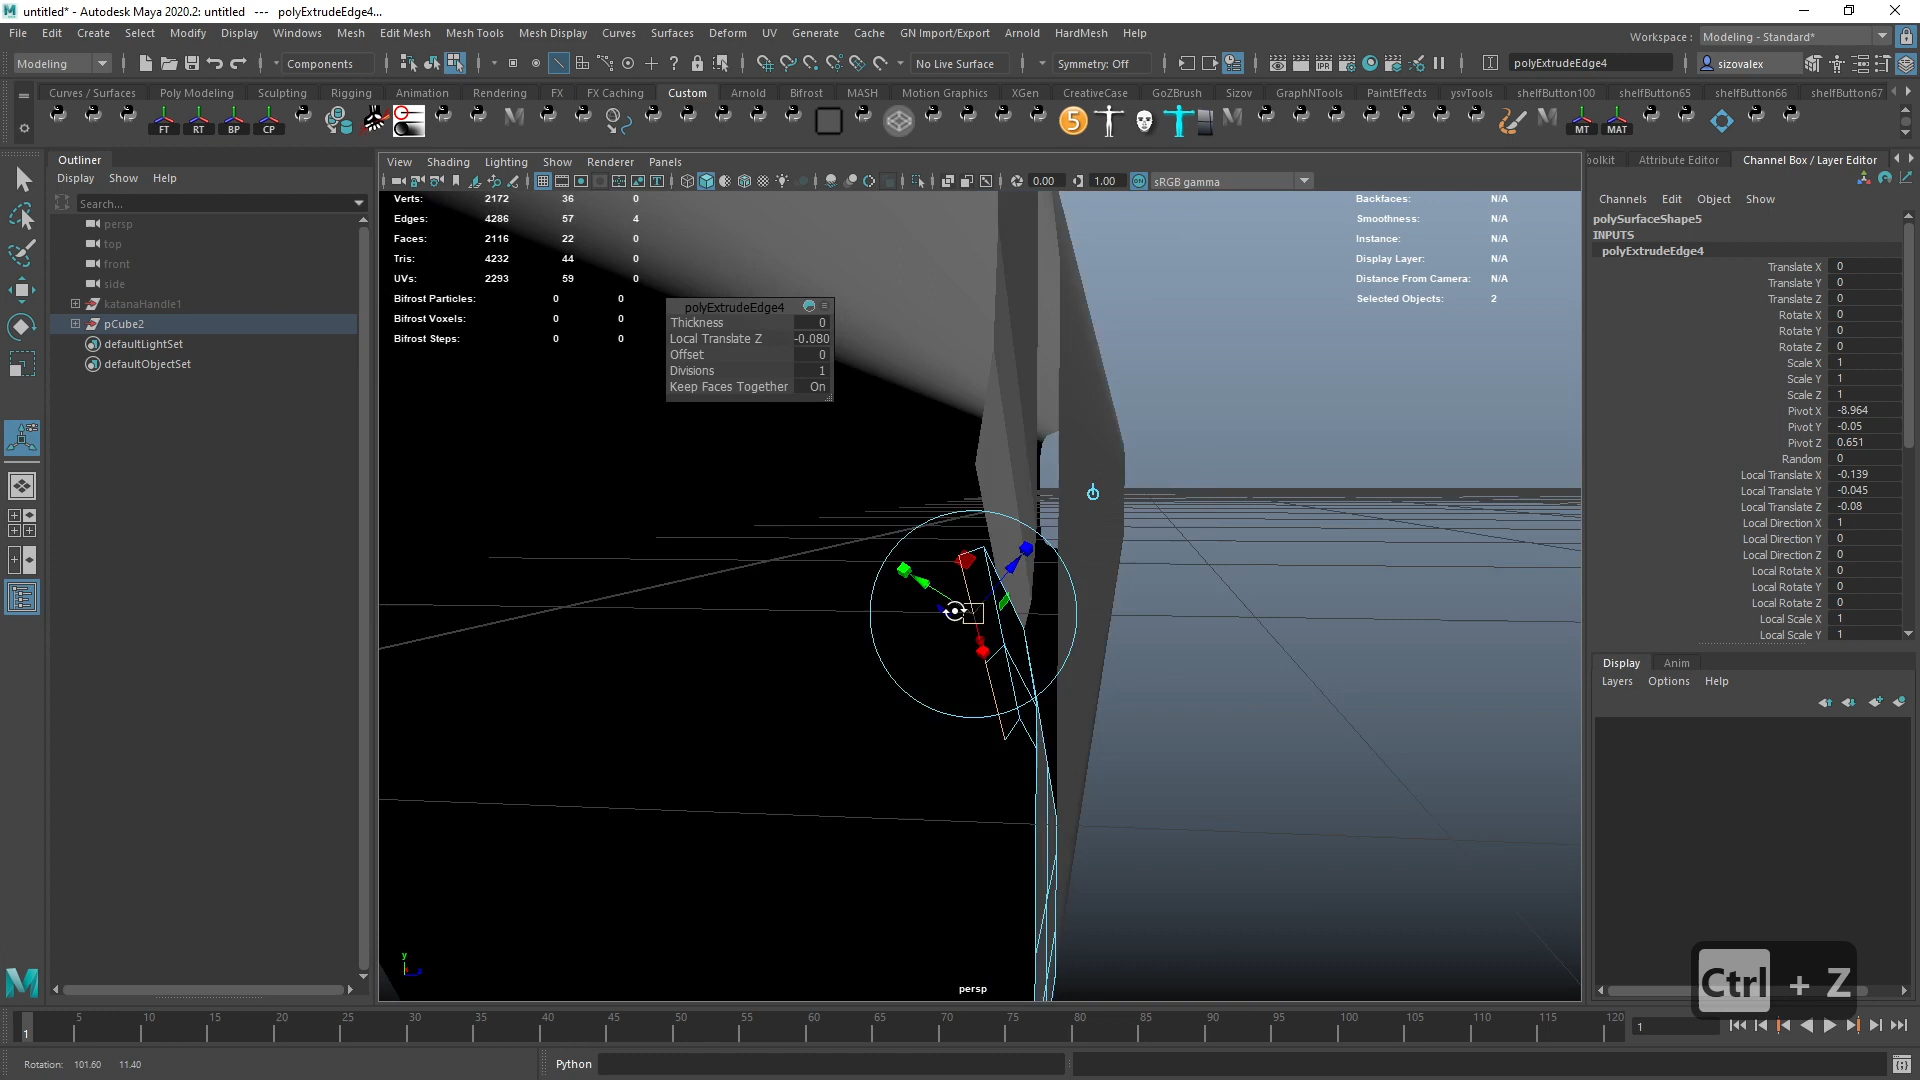 untitled* - Autodesk Maya 2020.2: untitled   ---   polyExtrudeEdge4...
File Edit Create Select Modify Display Windows Mesh Edit Mesh Mesh Tools Mesh Display Curves Surfaces Deform UV Generate Cache GN Import/Export Arnold HardMesh Help
Workspace : Modeling - Standard*
Modeling Components No Live Surface Symmetry: Off polyExtrudeEdge4 sizovalex
Curves / Surfaces Poly Modeling Sculpting Rigging Animation Rendering FX FX Caching Custom Arnold Bifrost MASH Motion Graphics XGen CreativeCase GoZBrush Sizov GraphNTools PaintEffects ysvTools shelfButton100 shelfButton65 shelfButton66 shelfButton67
FT RT BP CP 5 MT MAT
Outliner
Display Show Help
Search...
persp
top
front
side
katanaHandle1
pCube2
defaultLightSet
defaultObjectSet
View Shading Lighting Show Renderer Panels
0.00 1.00 ON sRGB gamma
Verts: 2172 36 0
Edges: 4286 57 4
Faces: 2116 22 0
Tris: 4232 44 0
UVs: 2293 59 0
Bifrost Particles: 0 0
Bifrost Voxels: 0 0
Bifrost Steps: 0 0
Backfaces: N/A
Smoothness: N/A
Instance: N/A
Display Layer: N/A
Distance From Camera: N/A
Selected Objects: 2
polyExtrudeEdge4
Thickness 0
Local Translate Z -0.080
Offset 0
Divisions 1
Keep Faces Together On
y
z
persp
oolkit Attribute Editor Channel Box / Layer Editor
Channels Edit Object Show
polySurfaceShape5
INPUTS
polyExtrudeEdge4
Translate X 0
Translate Y 0
Translate Z 0
Rotate X 0
Rotate Y 0
Rotate Z 0
Scale X 1
Scale Y 1
Scale Z 1
Pivot X -8.964
Pivot Y -0.05
Pivot Z 0.651
Random 0
Local Translate X -0.139
Local Translate Y -0.045
Local Translate Z -0.08
Local Direction X 1
Local Direction Y 0
Local Direction Z 0
Local Rotate X 0
Local Rotate Y 0
Local Rotate Z 0
Local Scale X 1
Local Scale Y 1
Display Anim
Layers Options Help
Ctrl + Z
5 10 15 20 25 30 35 40 45 50 55 60 65 70 75 80 85 90 95 100 105 110 115 120
1 1
Rotation: 101.60 11.40 Python